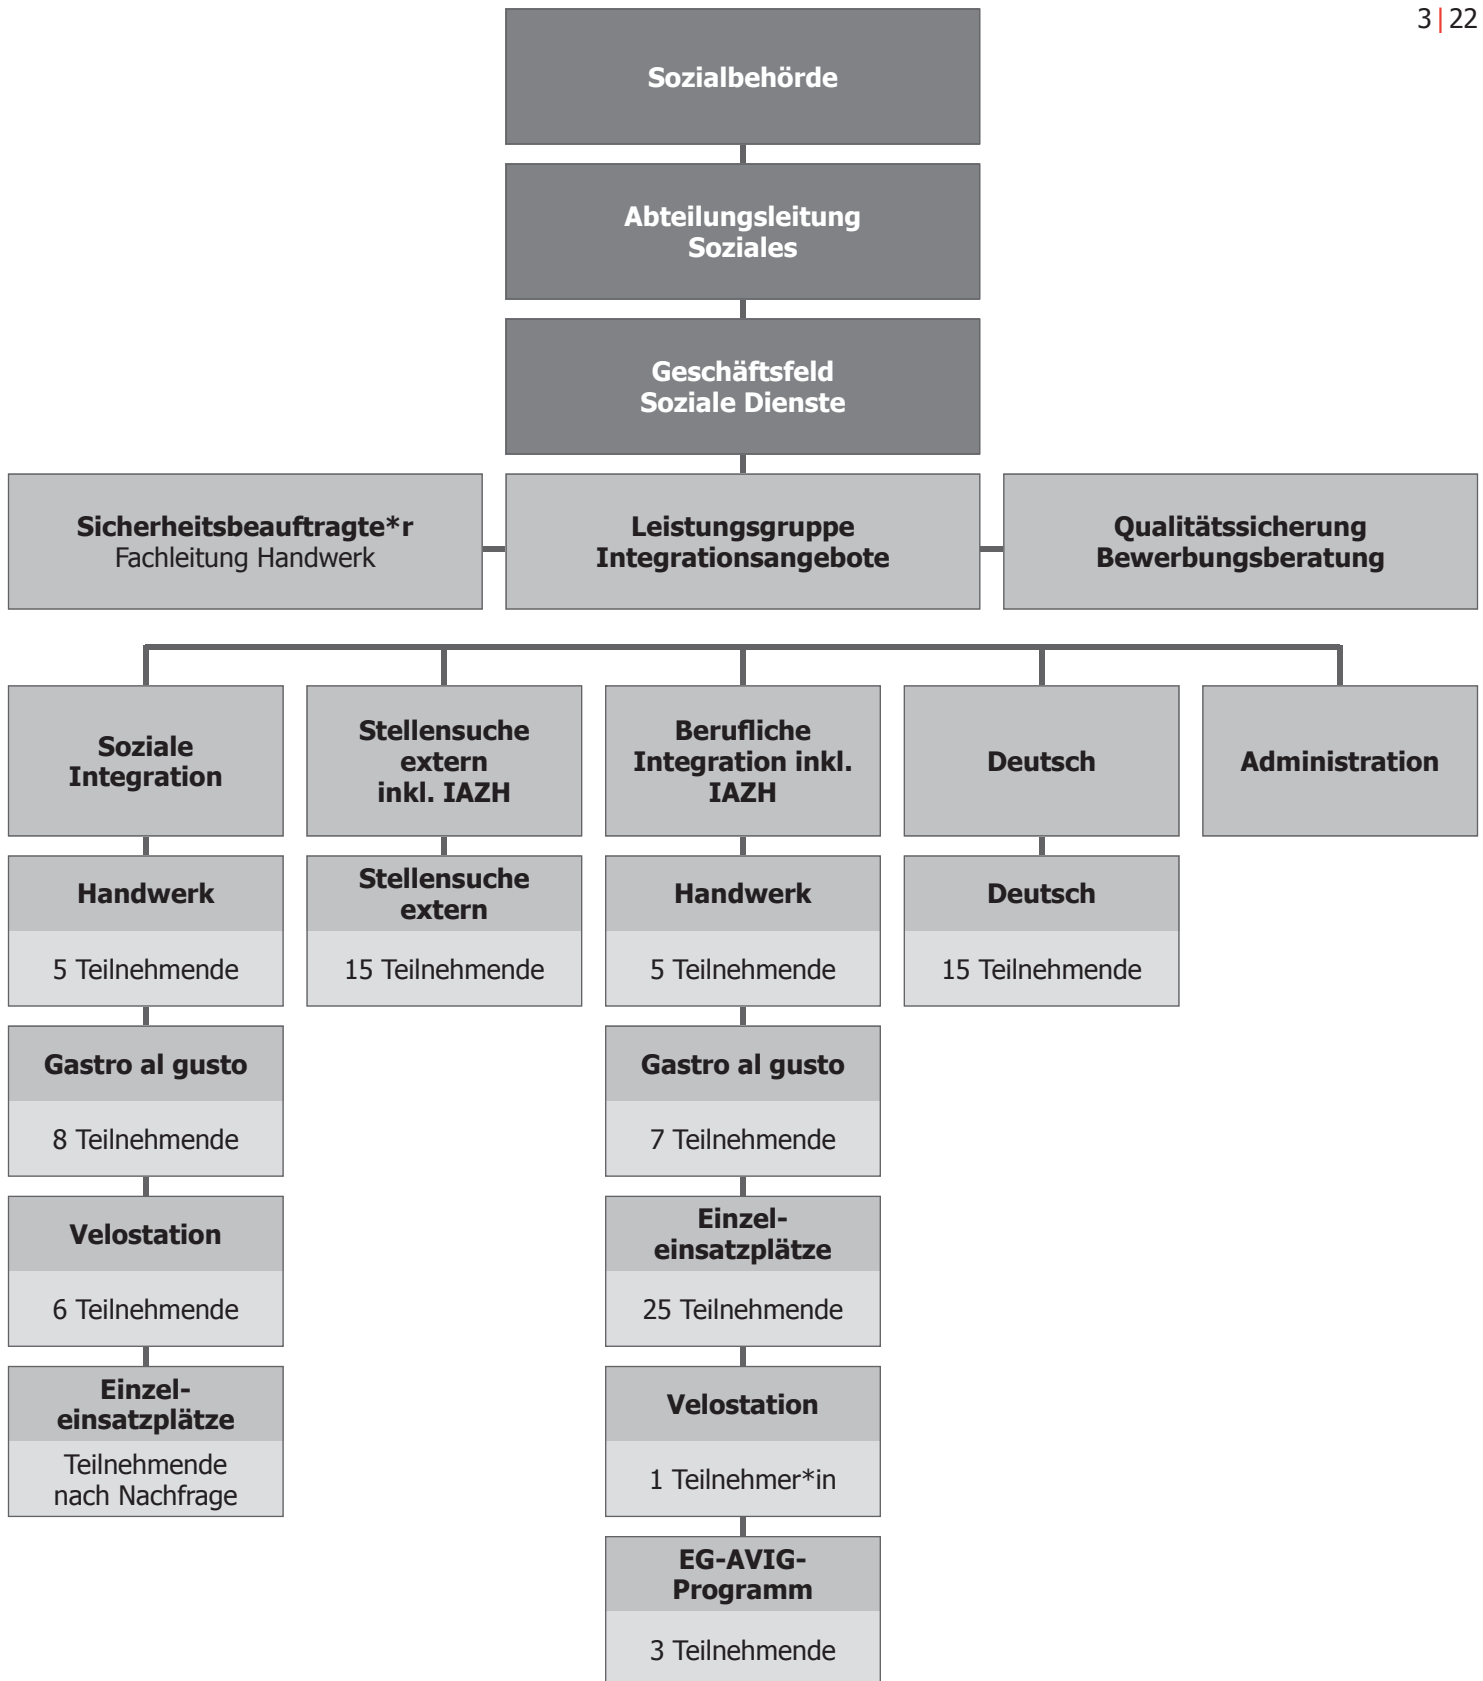 3|22
Sozialbehörde
Abteilungsleitung
Soziales
Geschäftsfeld
Soziale Dienste
Sicherheitsbeauftragte*r
Fachleitung Handwerk
Leistungsgruppe
Integrationsangebote
Qualitätssicherung
Bewerbungsberatung
Soziale
Integration
Stellensuche
extern
inkl. IAZH
Berufliche
Integration inkl.
IAZH
Deutsch
Administration
Handwerk
5 Teilnehmende
Stellensuche
extern
15 Teilnehmende
Handwerk
5 Teilnehmende
Deutsch
15 Teilnehmende
Gastro al gusto
8 Teilnehmende
Gastro al gusto
7 Teilnehmende
Velostation
6 Teilnehmende
Einzel-
einsatzplätze
25 Teilnehmende
Einzel-
einsatzplätze
Teilnehmende
nach Nachfrage
Velostation
1 Teilnehmer*in
EG-AVIG-
Programm
3 Teilnehmende